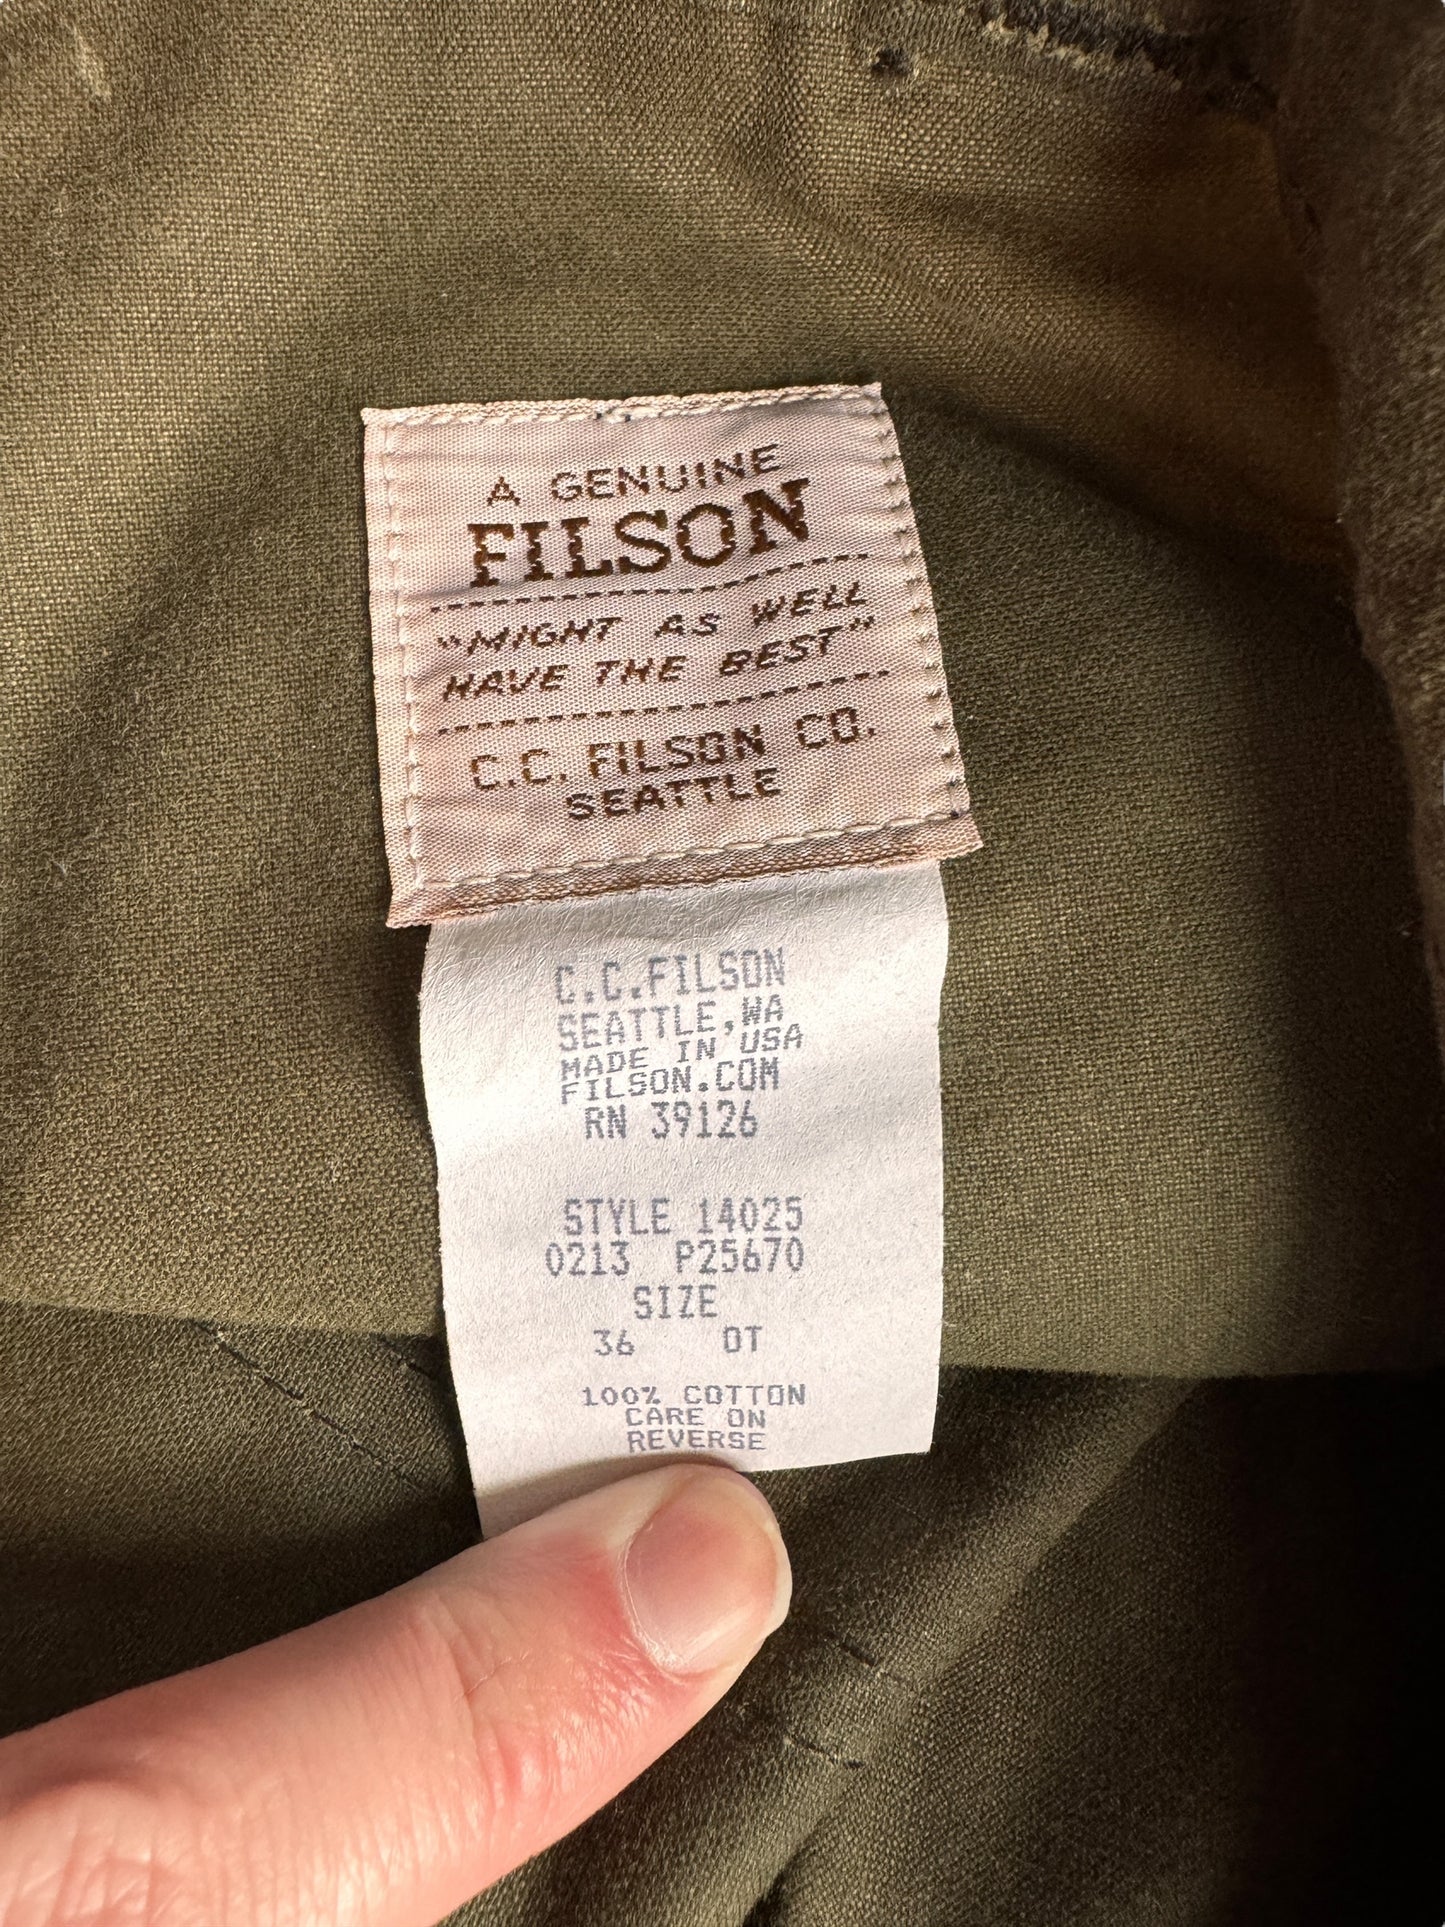 A GENUINE
FILSON
"MIGHT AS WELL
HAVE THE BEST"
C.C. FILSON CO.
SEATTLE
C.C.FILSON
SEATTLE,WA
MADE IN USA
FILSON.COM
RN 39126
STYLE 14025
0213 P25670
SIZE
36 OT
100% COTTON
CARE ON
REVERSE